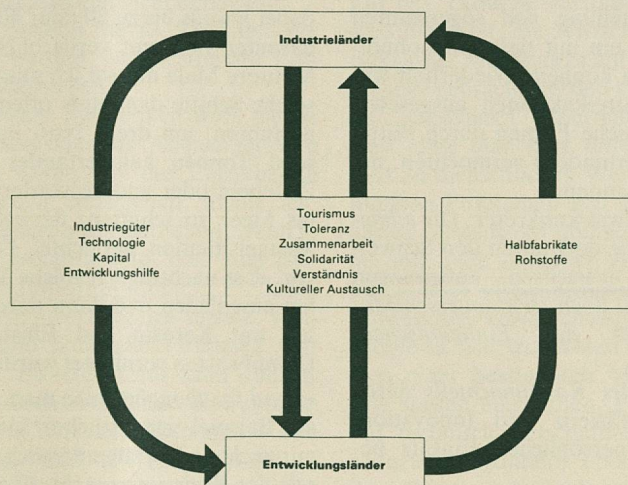 Industrieländer
Industriegüter
Technologie
Kapital
Entwicklungshilfe
Tourismus
Toleranz
Zusammenarbeit
Solidarität
Verständnis
Kultureller Austausch
Halbfabrikate
Rohstoffe
Entwicklungsländer